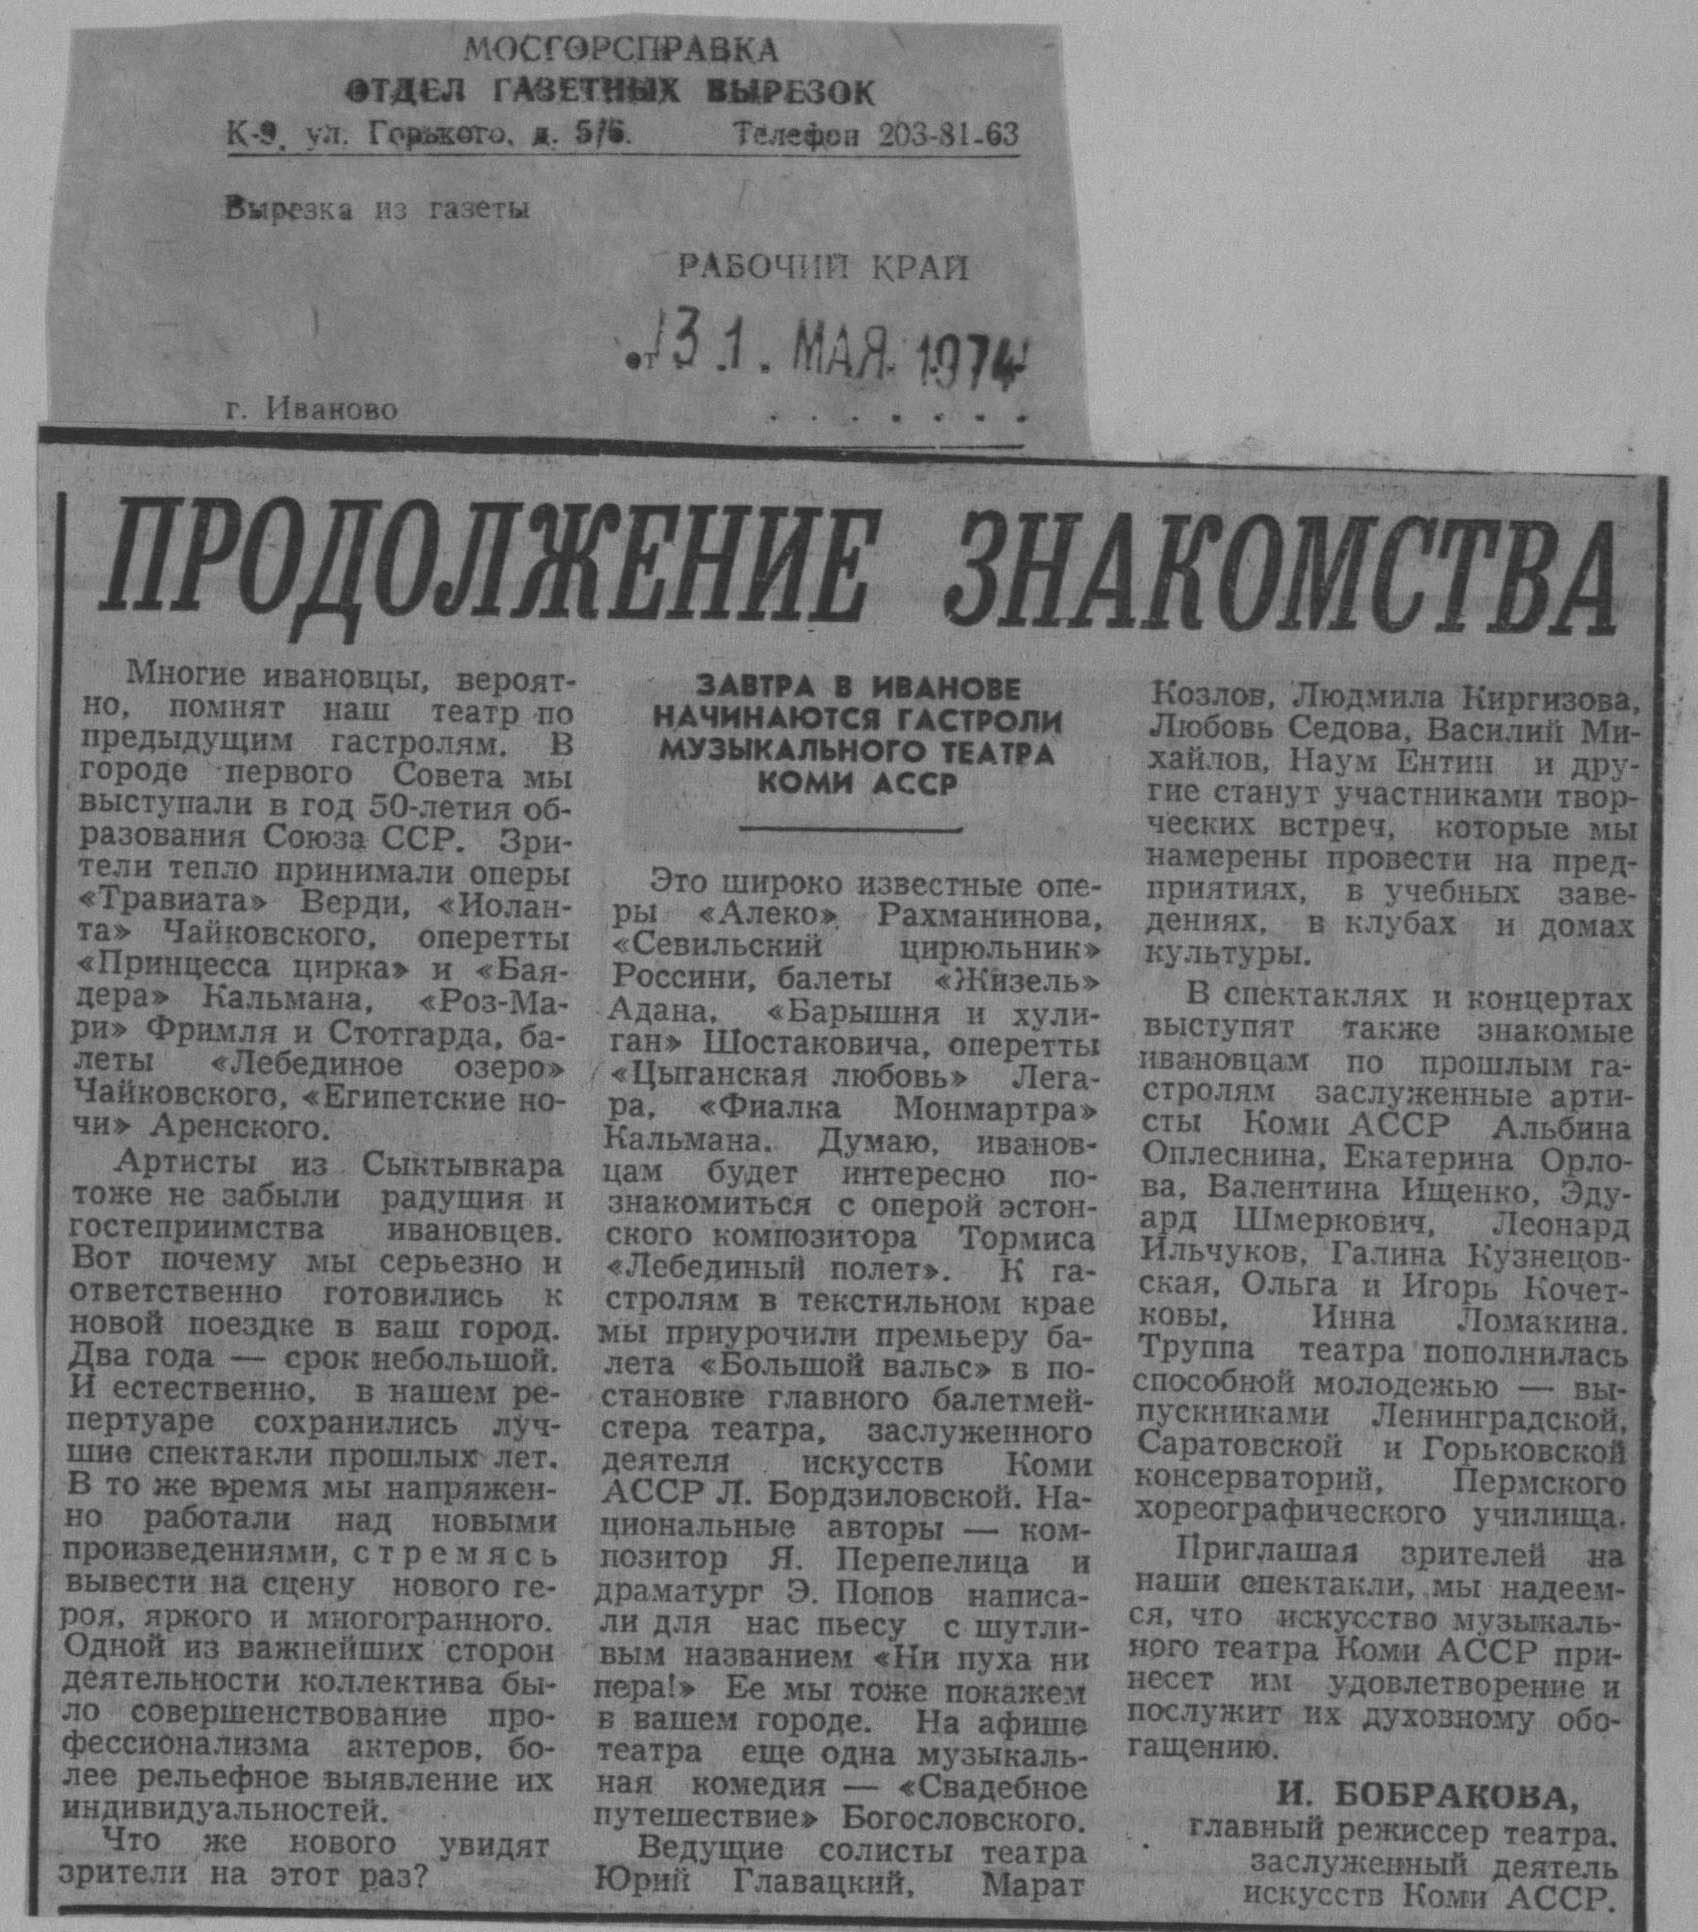 МОСГОРСПРАВКА
ОТДЕЛ ГАЗЕТНЫХ ВЫРЕЗОК
К-9, ул. Горького, д. 5/6. Телефон 203-81-63
Вырезка из газеты
РАБОЧИЙ КРАЙ
от 31. МАЯ. 1974
г. Иваново . . . . . . .
ПРОДОЛЖЕНИЕ ЗНАКОМСТВА
Многие ивановцы, вероят-
но, помнят наш театр по
предыдущим гастролям. В
городе первого Совета мы
выступали в год 50-летия об-
разования Союза ССР. Зри-
тели тепло принимали оперы
«Травиата» Верди, «Иолан-
та» Чайковского, оперетты
«Принцесса цирка» и «Бая-
дера» Кальмана, «Роз-Ма-
ри» Фримля и Стотгарда, ба-
леты «Лебединое озеро»
Чайковского, «Египетские но-
чи» Аренского.
Артисты из Сыктывкара
тоже не забыли радушия и
гостеприимства ивановцев.
Вот почему мы серьезно и
ответственно готовились к
новой поездке в ваш город.
Два года — срок небольшой.
И естественно, в нашем ре-
пертуаре сохранились луч-
шие спектакли прошлых лет.
В то же время мы напряжен-
но работали над новыми
произведениями, стремясь
вывести на сцену нового ге-
роя, яркого и многогранного.
Одной из важнейших сторон
деятельности коллектива бы-
ло совершенствование про-
фессионализма актеров, бо-
лее рельефное выявление их
индивидуальностей.
Что же нового увидят
зрители на этот раз?
ЗАВТРА В ИВАНОВЕ
НАЧИНАЮТСЯ ГАСТРОЛИ
МУЗЫКАЛЬНОГО ТЕАТРА
КОМИ АССР
Это широко известные опе-
ры «Алеко» Рахманинова,
«Севильский цирюльник»
Россини, балеты «Жизель»
Адана, «Барышня и хули-
ган» Шостаковича, оперетты
«Цыганская любовь» Лега-
ра, «Фиалка Монмартра»
Кальмана. Думаю, иванов-
цам будет интересно по-
знакомиться с оперой эстон-
ского композитора Тормиса
«Лебединый полет». К га-
стролям в текстильном крае
мы приурочили премьеру ба-
лета «Большой вальс» в по-
становке главного балетмей-
стера театра, заслуженного
деятеля искусств Коми
АССР Л. Бордзиловской. На-
циональные авторы — ком-
позитор Я. Перепелица и
драматург Э. Попов написа-
ли для нас пьесу с шутли-
вым названием «Ни пуха ни
пера!» Ее мы тоже покажем
в вашем городе. На афише
театра еще одна музыкаль-
ная комедия — «Свадебное
путешествие» Богословского.
Ведущие солисты театра
Юрий Главацкий, Марат
Козлов, Людмила Киргизова,
Любовь Седова, Василий Ми-
хайлов, Наум Ентин и дру-
гие станут участниками твор-
ческих встреч, которые мы
намерены провести на пред-
приятиях, в учебных заве-
дениях, в клубах и домах
культуры.
В спектаклях и концертах
выступят также знакомые
ивановцам по прошлым га-
стролям заслуженные арти-
сты Коми АССР Альбина
Оплеснина, Екатерина Орло-
ва, Валентина Ищенко, Эду-
ард Шмеркович, Леонард
Ильчуков, Галина Кузнецов-
ская, Ольга и Игорь Кочет-
ковы, Инна Ломакина.
Труппа театра пополнилась
способной молодежью — вы-
пускниками Ленинградской,
Саратовской и Горьковской
консерваторий, Пермского
хореографического училища.
Приглашая зрителей на
наши спектакли, мы надеем-
ся, что искусство музыкаль-
ного театра Коми АССР при-
несет им удовлетворение и
послужит их духовному обо-
гащению.
И. БОБРАКОВА,
главный режиссер театра,
заслуженный деятель
искусств Коми АССР.